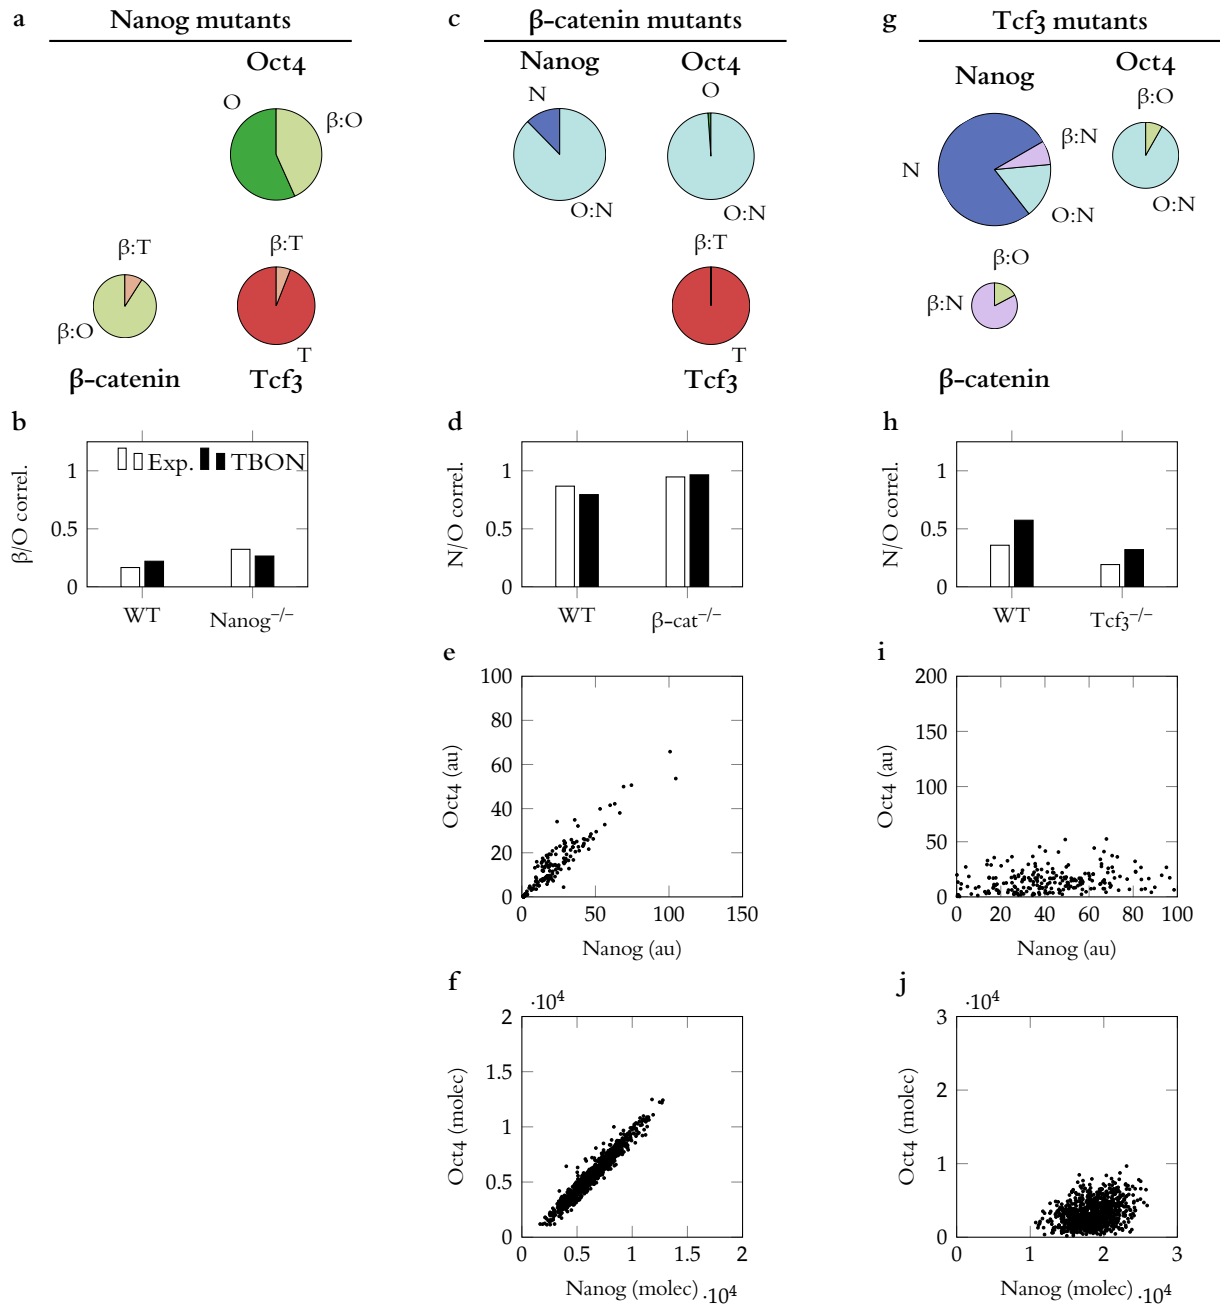 a Nanog mutants
Oct4
O
β:O
β:T
β:T
β:O
T
β-catenin Tcf3
b
β/O correl.
1
0.5
0
Exp. TBON
WT Nanog−/−
c β-catenin mutants
Nanog Oct4
N
O
O:N
O:N
β:T
T
Tcf3
d
N/O correl.
1
0.5
0
WT β-cat−/−
e
Oct4 (au)
100
80
60
40
20
0
0 50 100 150
Nanog (au)
f
·10⁴
Oct4 (molec)
2
1.5
1
0.5
0
0 0.5 1 1.5 2
Nanog (molec) ·10⁴
g Tcf3 mutants
Nanog
Oct4
β:O
β:N
N
O:N
O:N
β:O
β:N
β-catenin
h
N/O correl.
1
0.5
0
WT Tcf3−/−
i
Oct4 (au)
200
150
100
50
0
0 20 40 60 80 100
Nanog (au)
j
·10⁴
Oct4 (molec)
3
2
1
0
0 1 2 3
Nanog (molec) ·10⁴